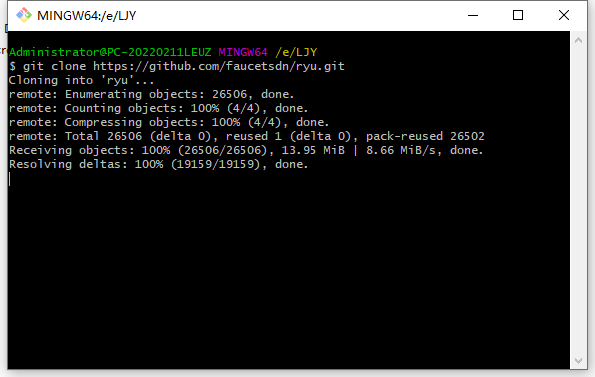 MINGW64:/e/LJY
Administrator@PC-20220211LEUZ MINGW64 /e/LJY
$ git clone https://github.com/faucetsdn/ryu.git
Cloning into 'ryu'...
remote: Enumerating objects: 26506, done.
remote: Counting objects: 100% (4/4), done.
remote: Compressing objects: 100% (4/4), done.
remote: Total 26506 (delta 0), reused 1 (delta 0), pack-reused 26502
Receiving objects: 100% (26506/26506), 13.95 MiB | 8.66 MiB/s, done.
Resolving deltas: 100% (19159/19159), done.